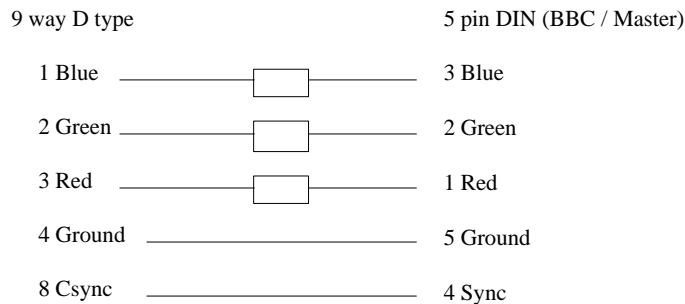 9 way D type 5 pin DIN (BBC / Master)
1 Blue 3 Blue
2 Green 2 Green
3 Red 1 Red
4 Ground 5 Ground
8 Csync 4 Sync